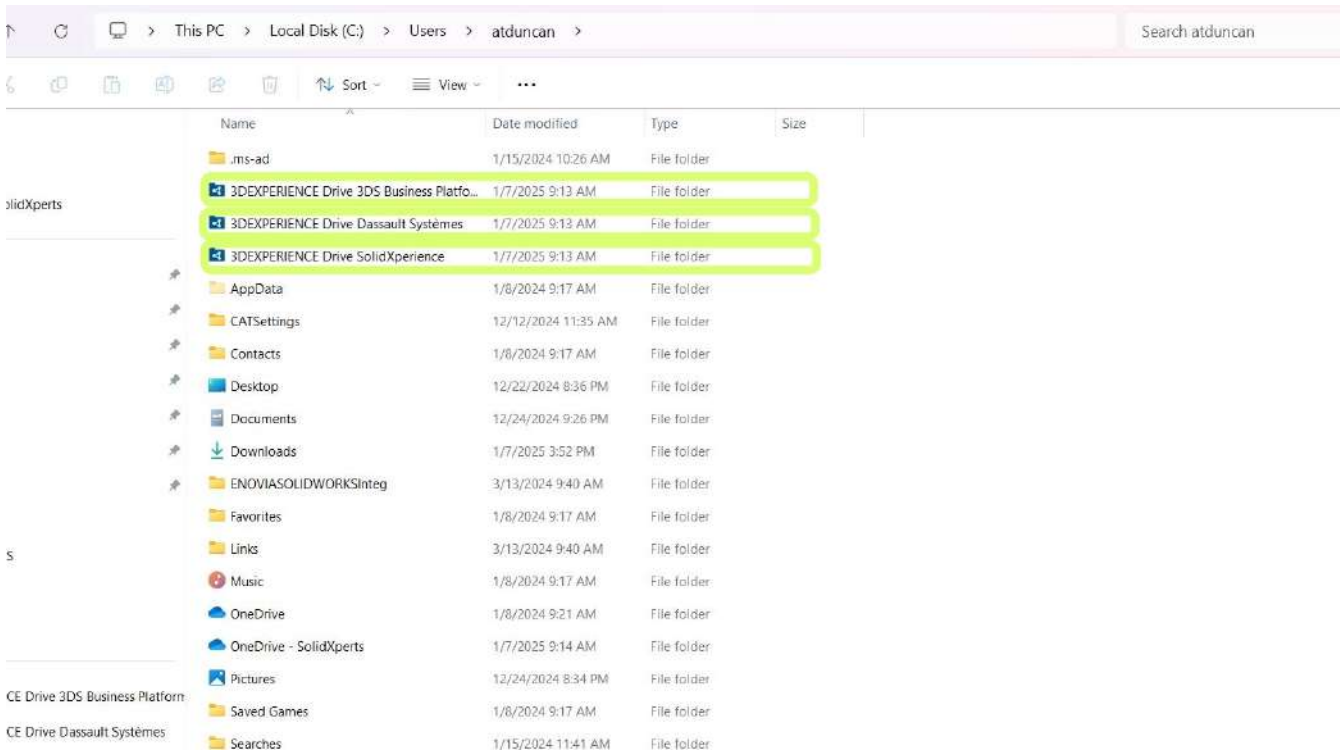 This PC > Local Disk (C:) > Users > atduncan >
Search atduncan
Sort
View
Name Date modified Type Size
.ms-ad 1/15/2024 10:26 AM File folder
3DEXPERIENCE Drive 3DS Business Platfo... 1/7/2025 9:13 AM File folder
olidXperts
3DEXPERIENCE Drive Dassault Systèmes 1/7/2025 9:13 AM File folder
3DEXPERIENCE Drive SolidXperience 1/7/2025 9:13 AM File folder
AppData 1/8/2024 9:17 AM File folder
CATSettings 12/12/2024 11:35 AM File folder
Contacts 1/8/2024 9:17 AM File folder
Desktop 12/22/2024 8:36 PM File folder
Documents 12/24/2024 9:26 PM File folder
Downloads 1/7/2025 3:52 PM File folder
ENOVIASOLIDWORKSInteg 3/13/2024 9:40 AM File folder
Favorites 1/8/2024 9:17 AM File folder
Links 3/13/2024 9:40 AM File folder
s
Music 1/8/2024 9:17 AM File folder
OneDrive 1/8/2024 9:21 AM File folder
OneDrive - SolidXperts 1/7/2025 9:14 AM File folder
Pictures 12/24/2024 8:34 PM File folder
CE Drive 3DS Business Platform
Saved Games 1/8/2024 9:17 AM File folder
CE Drive Dassault Systèmes
Searches 1/15/2024 11:41 AM File folder